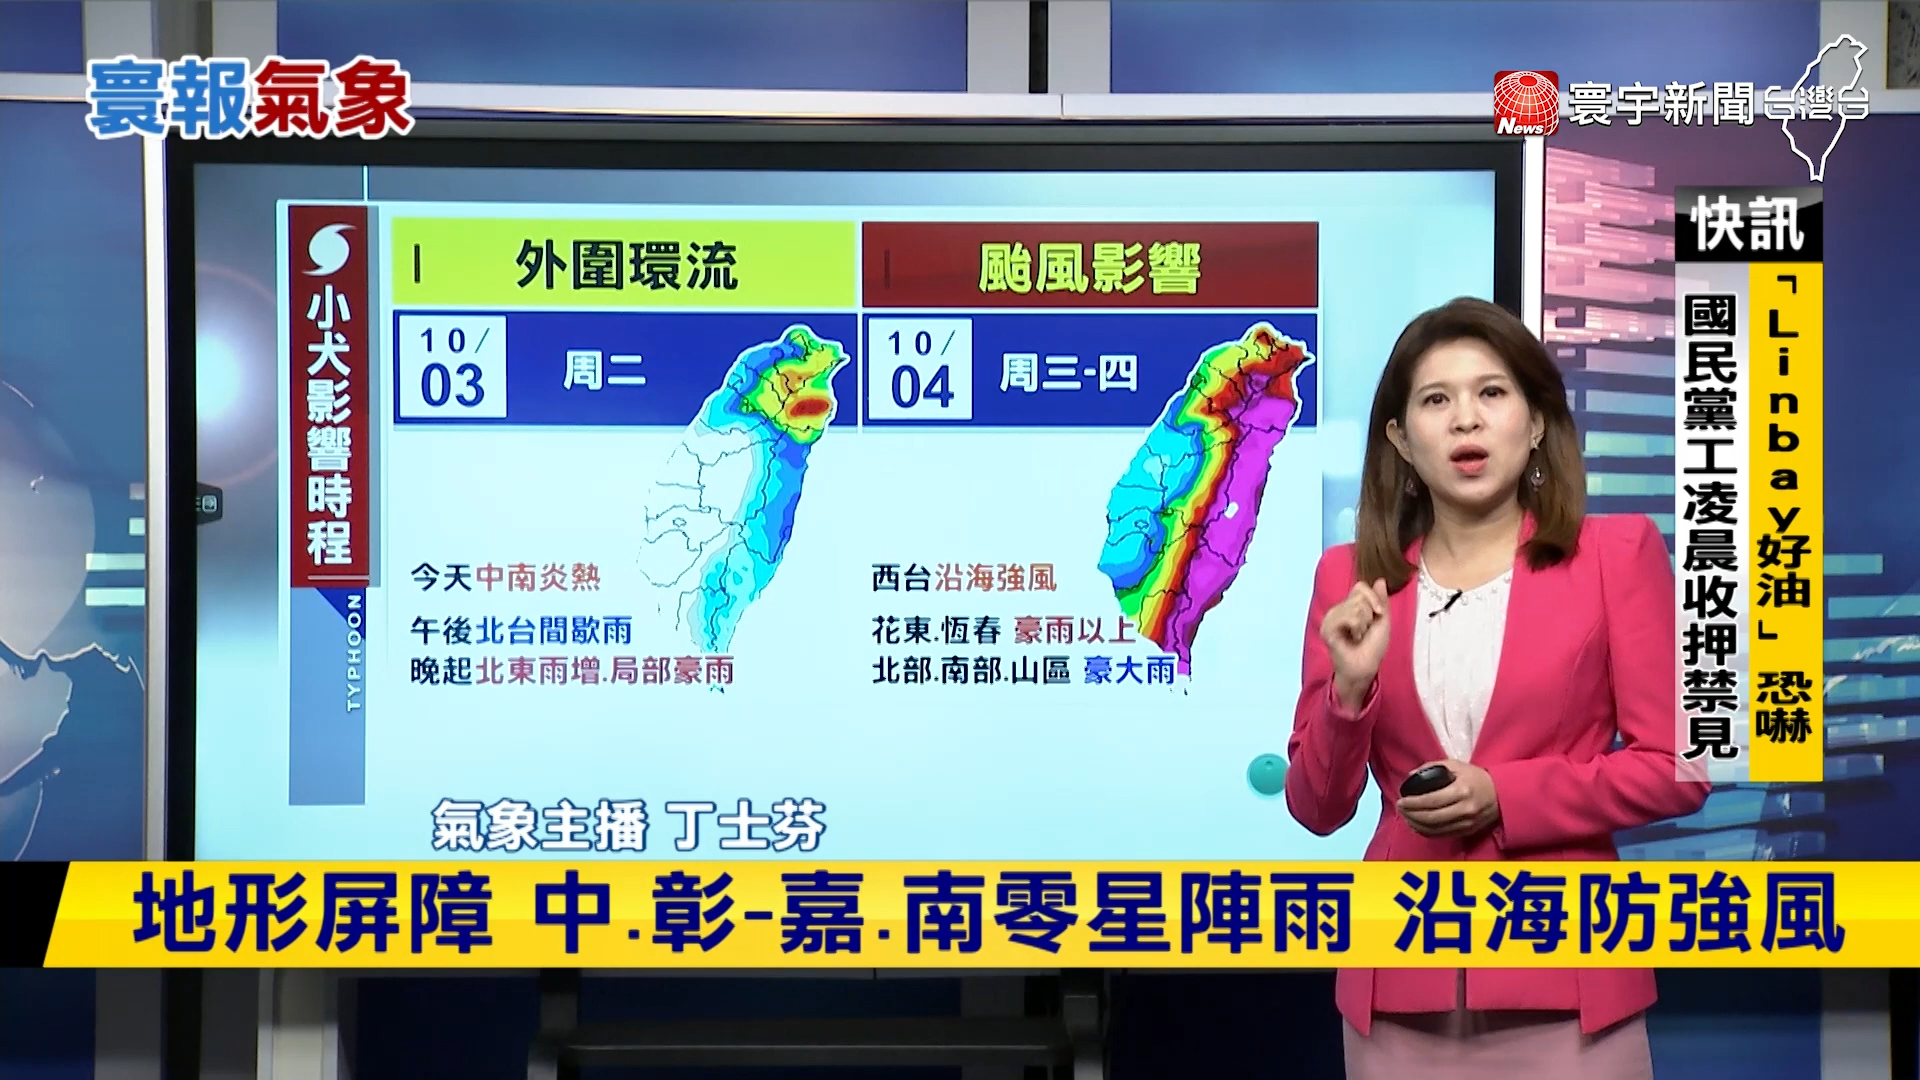 寰報氣象
News
寰宇新聞
台灣台
快訊
「Linbay好油」恐嚇
國民黨工凌晨收押禁見
小犬影響時程
TYPHOON
外圍環流
10/
03
周二
今天中南炎熱
午後北台間歇雨
晚起北東雨增.局部豪雨
颱風影響
10/
04
周三-四
西台沿海強風
花東.恆春 豪雨以上
北部.南部.山區 豪大雨
氣象主播 丁士芬
地形屏障 中.彰-嘉.南零星陣雨 沿海防強風